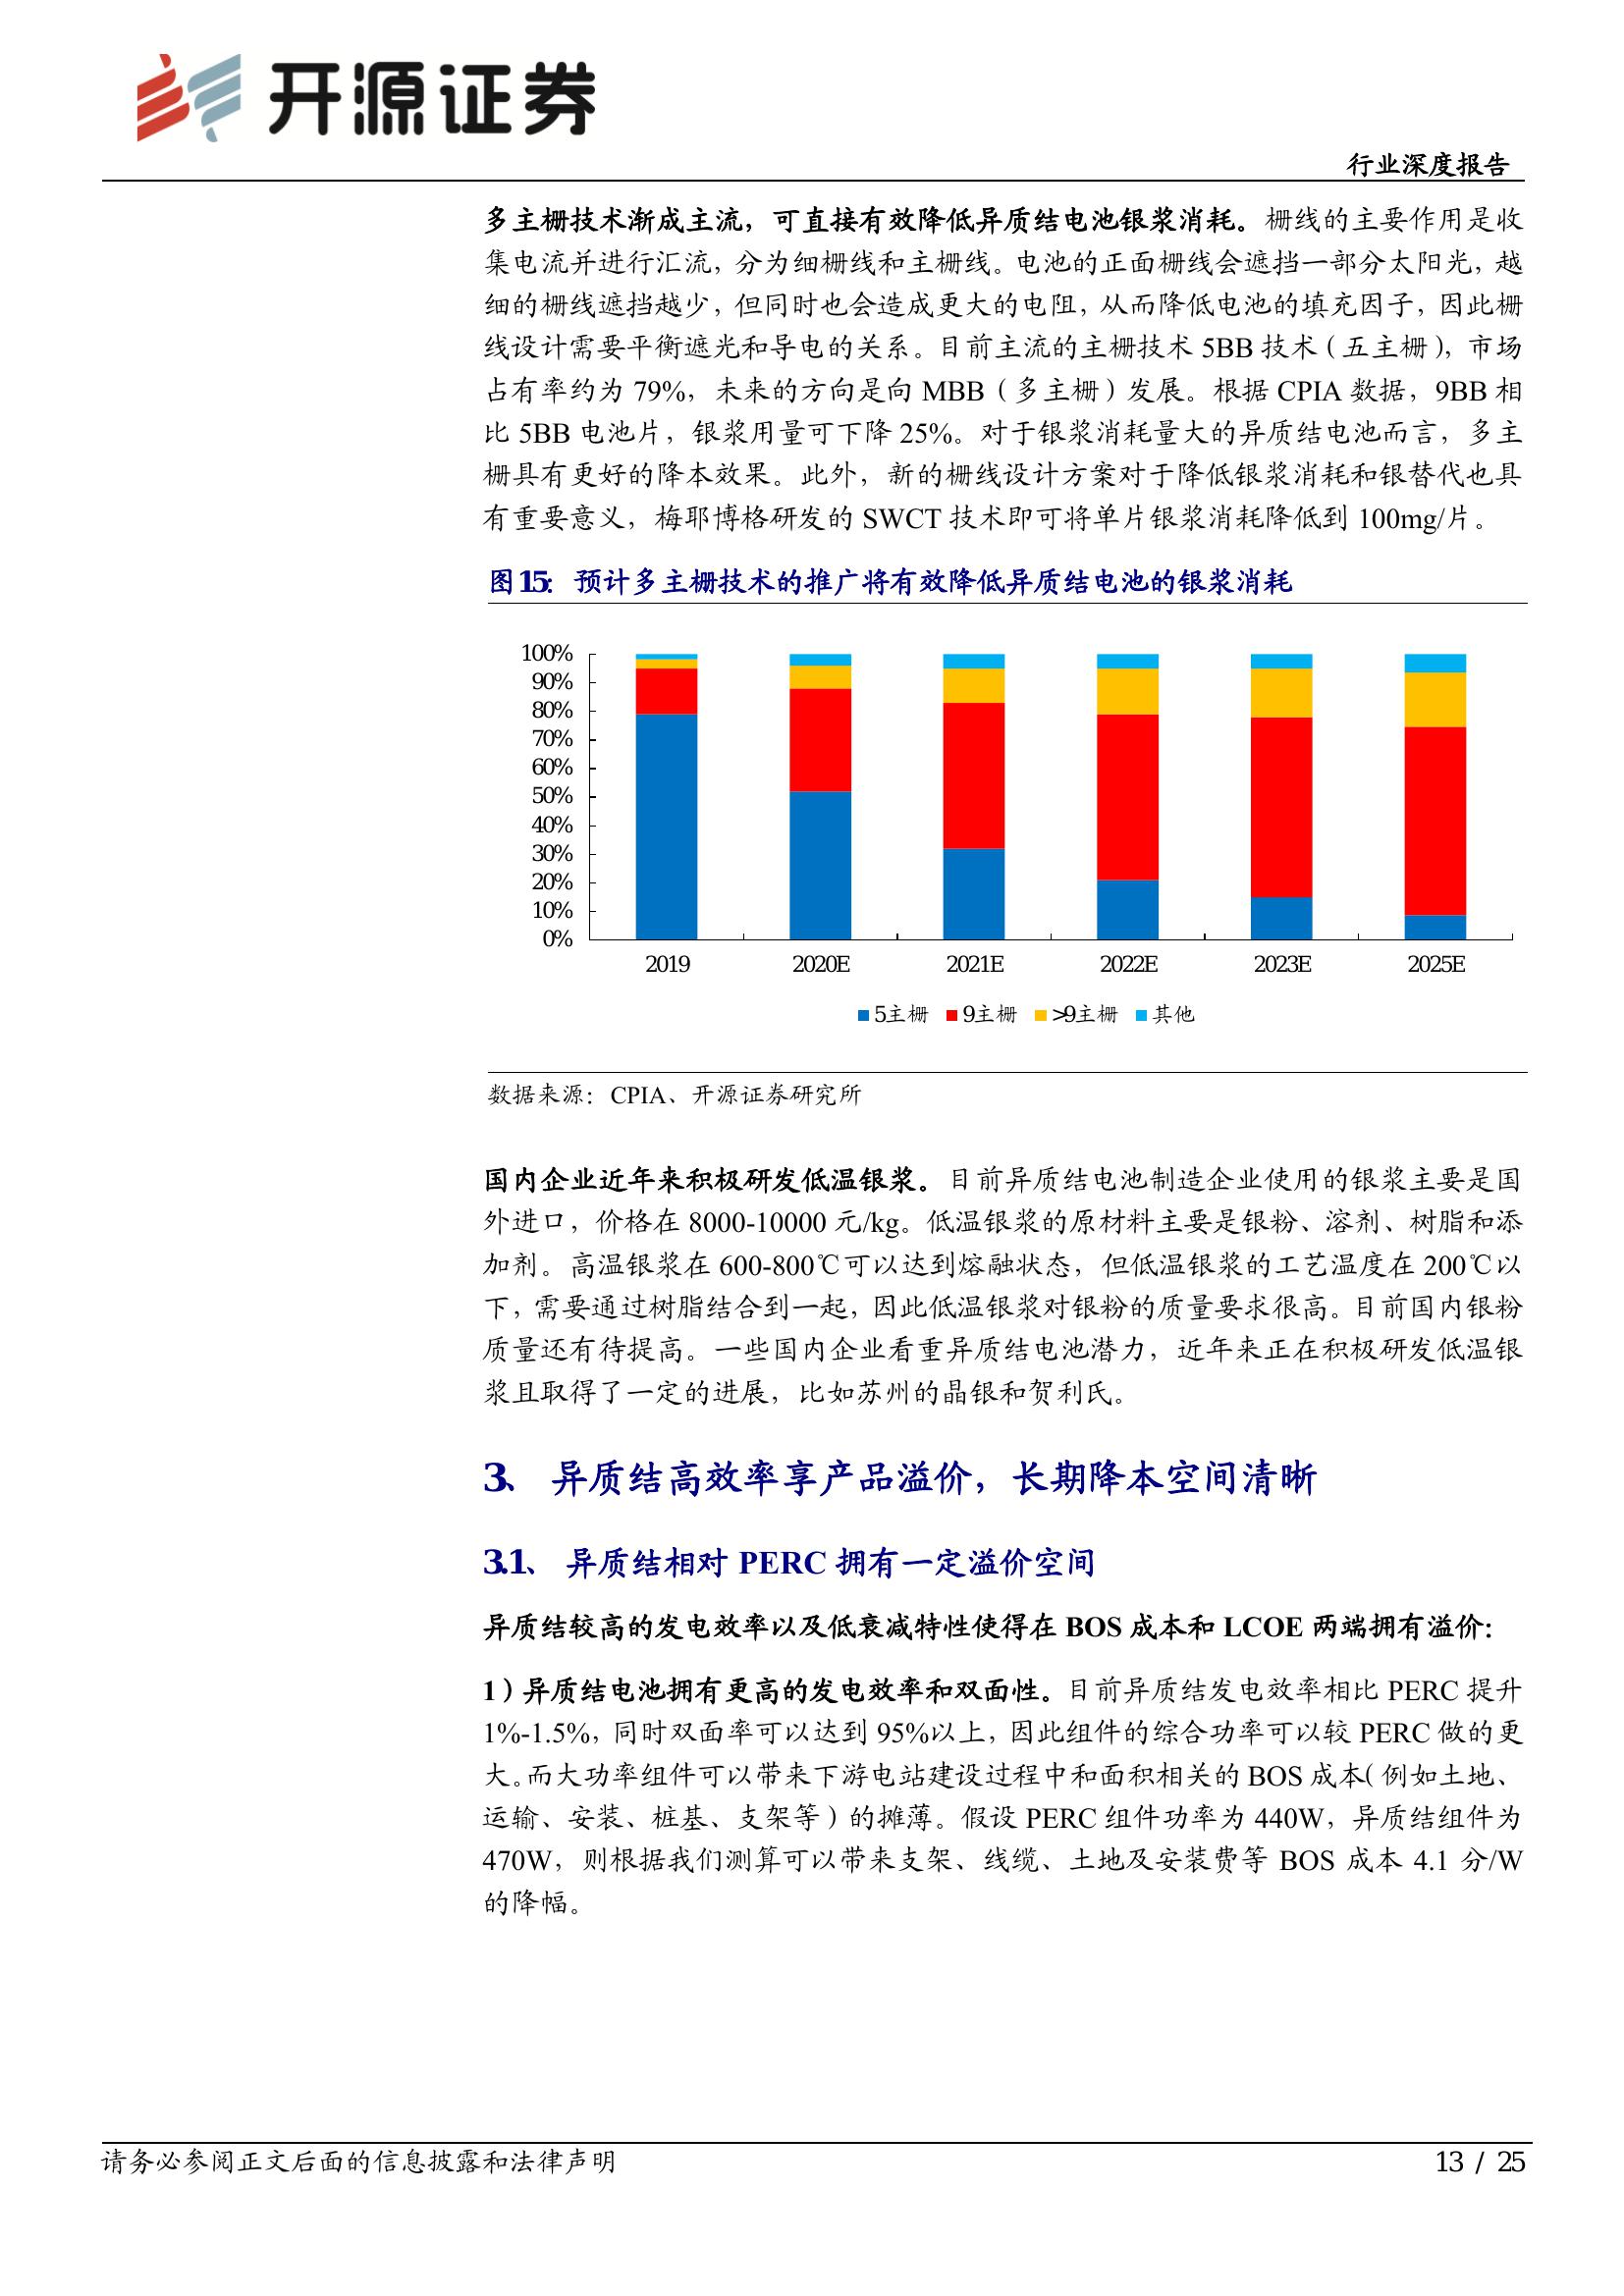 开源证券
行业深度报告
多主栅技术渐成主流，可直接有效降低异质结电池银浆消耗。栅线的主要作用是收
集电流并进行汇流，分为细栅线和主栅线。电池的正面栅线会遮挡一部分太阳光，越
细的栅线遮挡越少，但同时也会造成更大的电阻，从而降低电池的填充因子，因此栅
线设计需要平衡遮光和导电的关系。目前主流的主栅技术 5BB 技术（五主栅），市场
占有率约为 79%，未来的方向是向 MBB（多主栅）发展。根据 CPIA 数据，9BB 相
比 5BB 电池片，银浆用量可下降 25%。对于银浆消耗量大的异质结电池而言，多主
栅具有更好的降本效果。此外，新的栅线设计方案对于降低银浆消耗和银替代也具
有重要意义，梅耶博格研发的 SWCT 技术即可将单片银浆消耗降低到 100mg/片。
图15：预计多主栅技术的推广将有效降低异质结电池的银浆消耗
100%
90%
80%
70%
60%
50%
40%
30%
20%
10%
0%
2019 2020E 2021E 2022E 2023E 2025E
5主栅 9主栅 >9主栅 其他
数据来源：CPIA、开源证券研究所
国内企业近年来积极研发低温银浆。目前异质结电池制造企业使用的银浆主要是国
外进口，价格在 8000-10000 元/kg。低温银浆的原材料主要是银粉、溶剂、树脂和添
加剂。高温银浆在 600-800℃可以达到熔融状态，但低温银浆的工艺温度在 200℃以
下，需要通过树脂结合到一起，因此低温银浆对银粉的质量要求很高。目前国内银粉
质量还有待提高。一些国内企业看重异质结电池潜力，近年来正在积极研发低温银
浆且取得了一定的进展，比如苏州的晶银和贺利氏。
3、 异质结高效率享产品溢价，长期降本空间清晰
3.1、 异质结相对 PERC 拥有一定溢价空间
异质结较高的发电效率以及低衰减特性使得在 BOS 成本和 LCOE 两端拥有溢价：
1）异质结电池拥有更高的发电效率和双面性。目前异质结发电效率相比 PERC 提升
1%-1.5%，同时双面率可以达到 95%以上，因此组件的综合功率可以较 PERC 做的更
大。而大功率组件可以带来下游电站建设过程中和面积相关的 BOS 成本（例如土地、
运输、安装、桩基、支架等）的摊薄。假设 PERC 组件功率为 440W，异质结组件为
470W，则根据我们测算可以带来支架、线缆、土地及安装费等 BOS 成本 4.1 分/W
的降幅。
请务必参阅正文后面的信息披露和法律声明
13 / 25